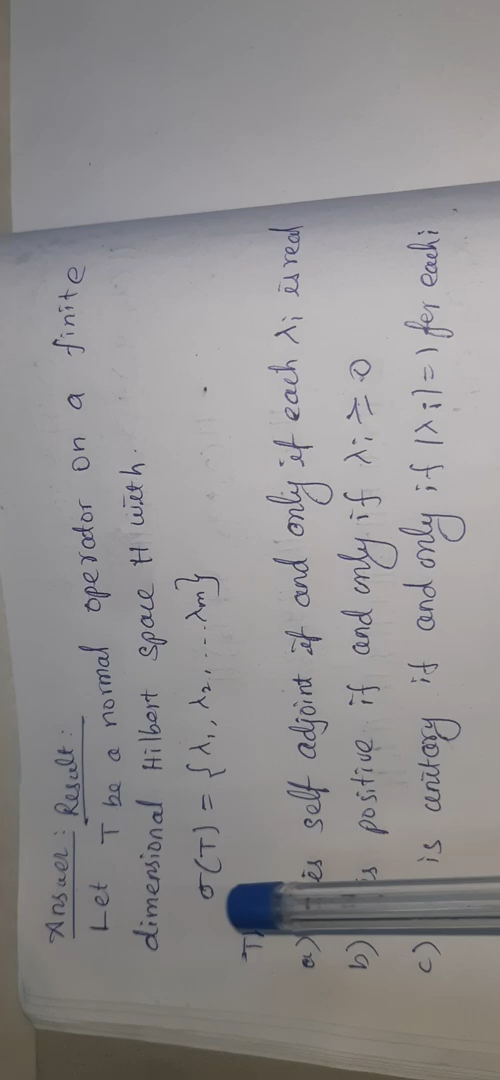 Answer: Result:
Let T be a normal operator on a finite
dimensional Hilbert space H with.
σ(T) = {λ₁, λ₂, .... λm}
a) is self adjoint if and only if each λi is real
b) is positive if and only if λi ≥ 0
c) is unitary if and only if |λi| = 1 for each i